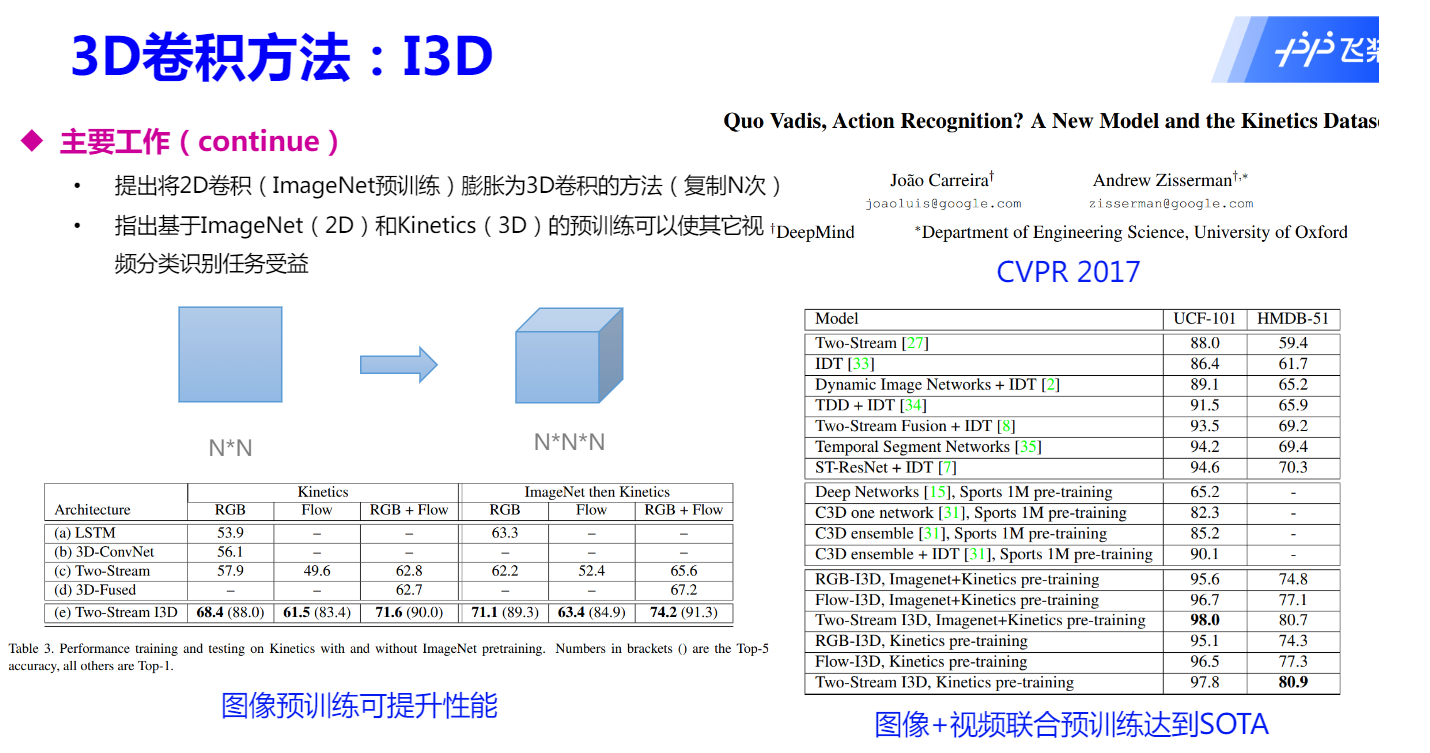 3D卷积方法：I3D
飞桨
◆ 主要工作（continue）
• 提出将2D卷积（ImageNet预训练）膨胀为3D卷积的方法（复制N次）
• 指出基于ImageNet（2D）和Kinetics（3D）的预训练可以使其它视
频分类识别任务受益
Quo Vadis, Action Recognition? A New Model and the Kinetics Datas
João Carreira† Andrew Zisserman†,*
joaoluis@google.com zisserman@google.com
†DeepMind *Department of Engineering Science, University of Oxford
CVPR 2017
N*N
N*N*N
Kinetics ImageNet then Kinetics
Architecture RGB Flow RGB + Flow RGB Flow RGB + Flow
(a) LSTM 53.9 – – 63.3 – –
(b) 3D-ConvNet 56.1 – – – – –
(c) Two-Stream 57.9 49.6 62.8 62.2 52.4 65.6
(d) 3D-Fused – – 62.7 – – 67.2
(e) Two-Stream I3D 68.4 (88.0) 61.5 (83.4) 71.6 (90.0) 71.1 (89.3) 63.4 (84.9) 74.2 (91.3)
Table 3. Performance training and testing on Kinetics with and without ImageNet pretraining. Numbers in brackets () are the Top-5
accuracy, all others are Top-1.
图像预训练可提升性能
Model UCF-101 HMDB-51
Two-Stream [27] 88.0 59.4
IDT [33] 86.4 61.7
Dynamic Image Networks + IDT [2] 89.1 65.2
TDD + IDT [34] 91.5 65.9
Two-Stream Fusion + IDT [8] 93.5 69.2
Temporal Segment Networks [35] 94.2 69.4
ST-ResNet + IDT [7] 94.6 70.3
Deep Networks [15], Sports 1M pre-training 65.2 -
C3D one network [31], Sports 1M pre-training 82.3 -
C3D ensemble [31], Sports 1M pre-training 85.2 -
C3D ensemble + IDT [31], Sports 1M pre-training 90.1 -
RGB-I3D, Imagenet+Kinetics pre-training 95.6 74.8
Flow-I3D, Imagenet+Kinetics pre-training 96.7 77.1
Two-Stream I3D, Imagenet+Kinetics pre-training 98.0 80.7
RGB-I3D, Kinetics pre-training 95.1 74.3
Flow-I3D, Kinetics pre-training 96.5 77.3
Two-Stream I3D, Kinetics pre-training 97.8 80.9
图像+视频联合预训练达到SOTA